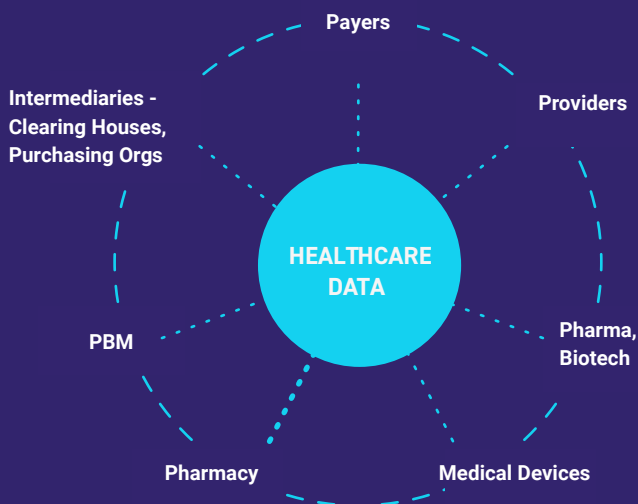 Payers
Intermediaries -
Clearing Houses,
Purchasing Orgs
Providers
HEALTHCARE
DATA
PBM
Pharma,
Biotech
Pharmacy
Medical Devices